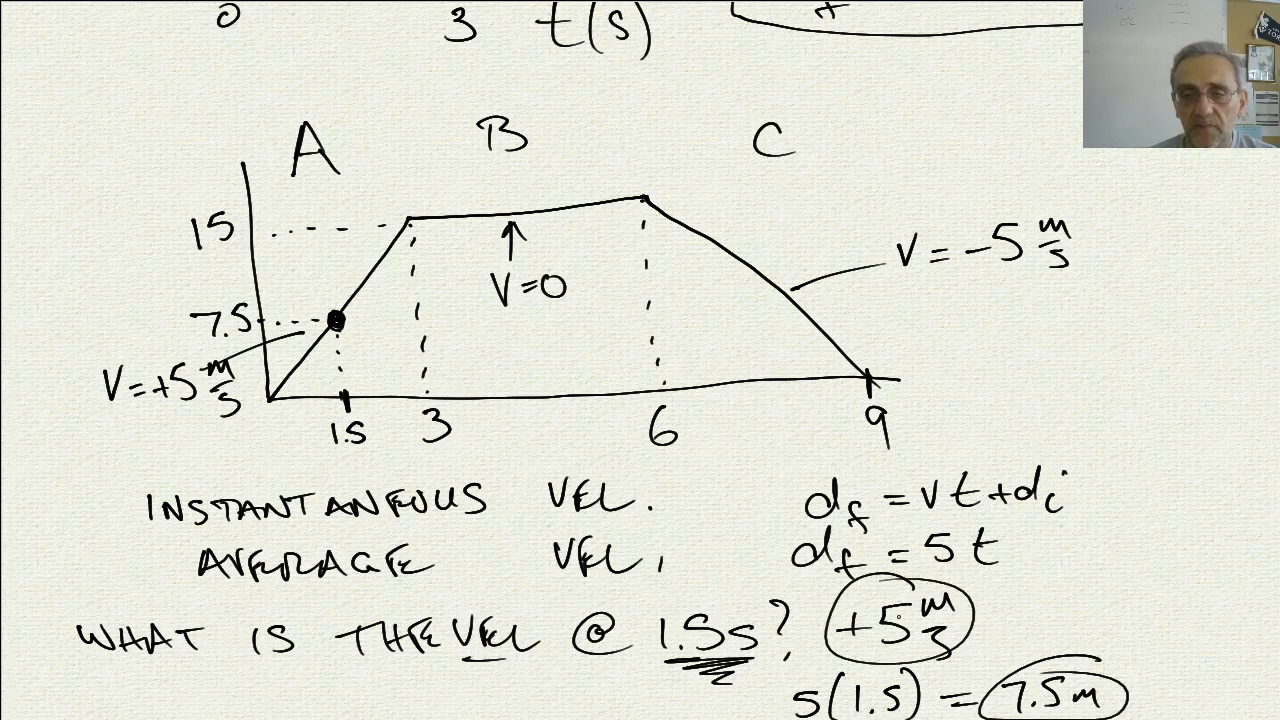 0 3 t(s)
A B C
15
V = -5 m/s
V=0
7.5
V=+5 m/s
1.5 3 6 9
INSTANTANEOUS VEL.
df = vt+di
AVERAGE VEL.
df = 5t
WHAT IS THE VEL @ 1.5s? +5 m/s
5(1.5) = 7.5m